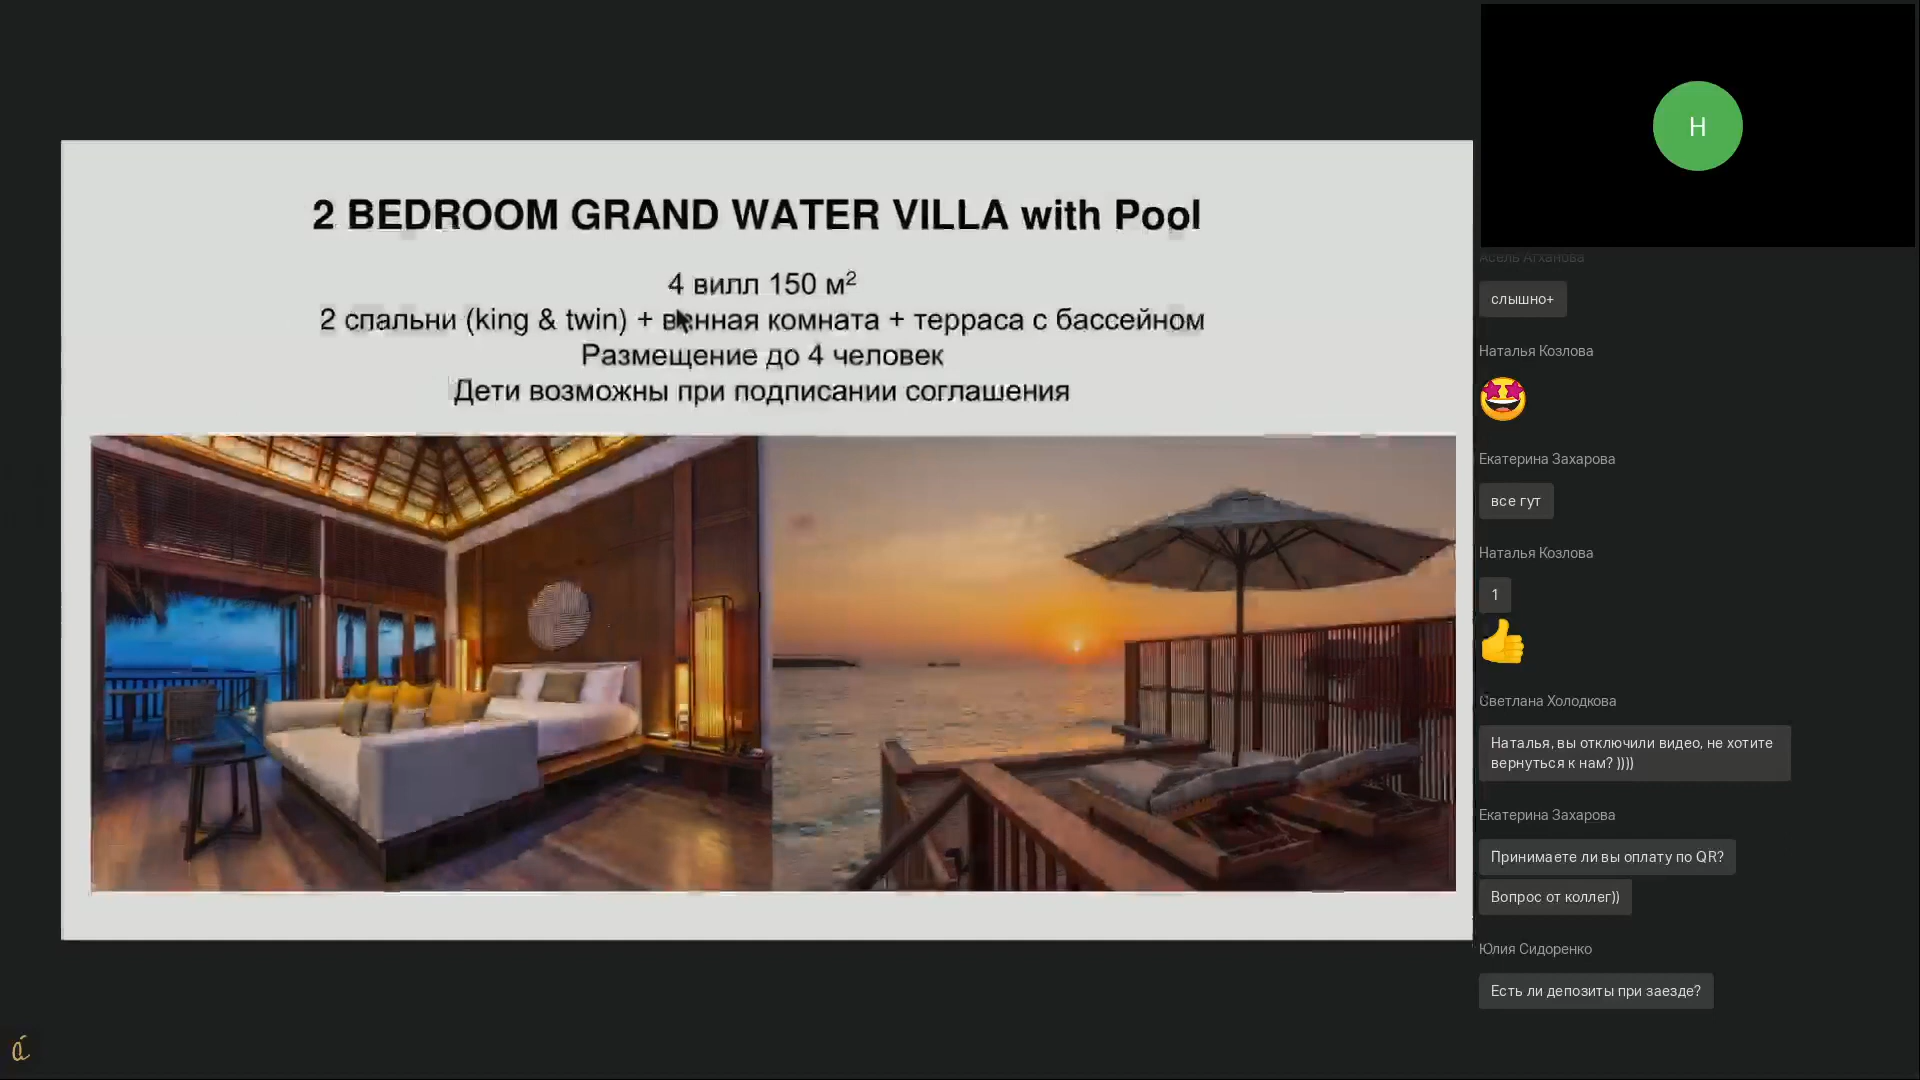 2 BEDROOM GRAND WATER VILLA with Pool
4 вилл 150 м²
2 спальни (king & twin) + ванная комната + терраса с бассейном
Размещение до 4 человек
Дети возможны при подписании соглашения
Н
Асель Агханова
слышно+
Наталья Козлова
Екатерина Захарова
все гут
Наталья Козлова
1
Светлана Холодкова
Наталья, вы отключили видео, не хотите
вернуться к нам? ))))
Екатерина Захарова
Принимаете ли вы оплату по QR?
Вопрос от коллег))
Юлия Сидоренко
Есть ли депозиты при заезде?
á